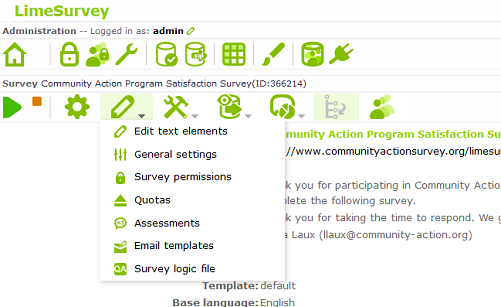 LimeSurvey
Administration -- Logged in as: admin
Survey Community Action Program Satisfaction Survey(ID:366214)
Edit text elements
General settings
Survey permissions
Quotas
Assessments
Email templates
QA Survey logic file
mmunity Action Program Satisfaction Su
//www.communityactionsurvey.org/limesu
k you for participating in Community Actio
plete the following survey.
k you for taking the time to respond. We g
a Laux (llaux@community-action.org)
Template: default
Base language: English